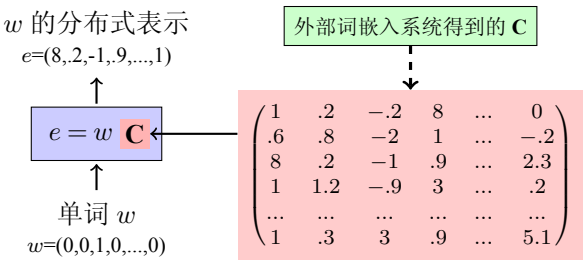 w 的分布式表示
e=(8,.2,-1,.9,...,1)
e = w C
单词 w
w=(0,0,1,0,...,0)
外部词嵌入系统得到的 C
1 .2 −.2 8 ... 0
.6 .8 −2 1 ... −.2
8 .2 −1 .9 ... 2.3
1 1.2 −.9 3 ... .2
... ... ... ... ... ...
1 .3 3 .9 ... 5.1